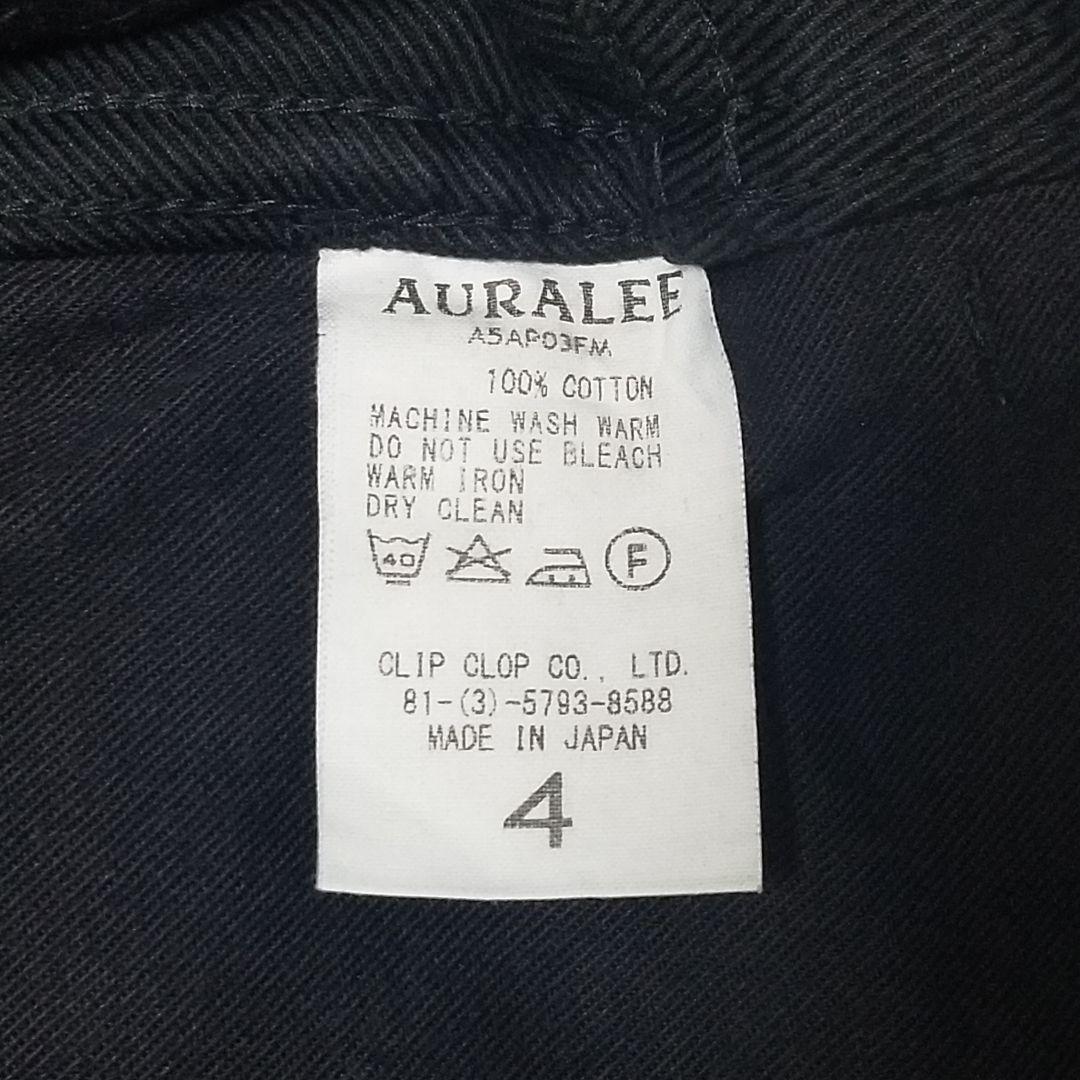 AURALEE
A5AP03FM
100% COTTON
MACHINE WASH WARM
DO NOT USE BLEACH
WARM IRON
DRY CLEAN
40 F
CLIP CLOP CO., LTD.
81-(3)-5793-8588
MADE IN JAPAN
4